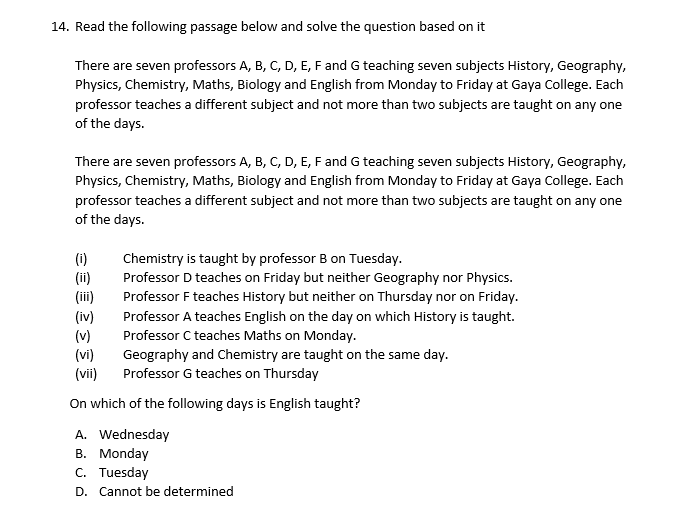 14. Read the following passage below and solve the question based on it
There are seven professors A, B, C, D, E, F and G teaching seven subjects History, Geography,
Physics, Chemistry, Maths, Biology and English from Monday to Friday at Gaya College. Each
professor teaches a different subject and not more than two subjects are taught on any one
of the days.
There are seven professors A, B, C, D, E, F and G teaching seven subjects History, Geography,
Physics, Chemistry, Maths, Biology and English from Monday to Friday at Gaya College. Each
professor teaches a different subject and not more than two subjects are taught on any one
of the days.
(i) Chemistry is taught by professor B on Tuesday.
(ii) Professor D teaches on Friday but neither Geography nor Physics.
(iii) Professor F teaches History but neither on Thursday nor on Friday.
(iv) Professor A teaches English on the day on which History is taught.
(v) Professor C teaches Maths on Monday.
(vi) Geography and Chemistry are taught on the same day.
(vii) Professor G teaches on Thursday
On which of the following days is English taught?
A. Wednesday
B. Monday
C. Tuesday
D. Cannot be determined